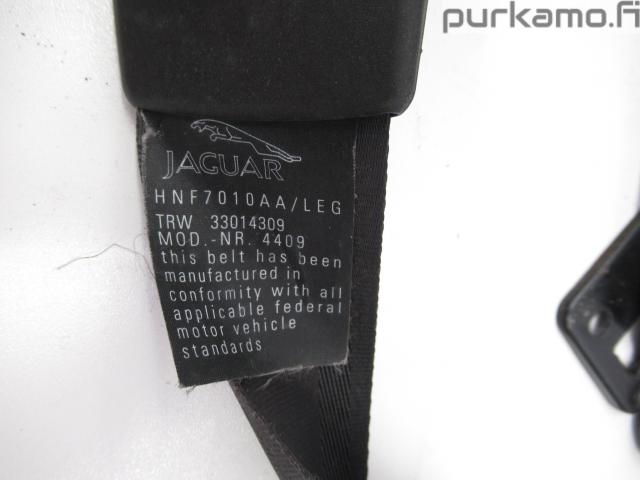 purkamo.fi
JAGUAR
HNF7010AA/LEG
TRW 33014309
MOD.-NR. 4409
this belt has been
manufactured in
conformity with all
applicable federal
motor vehicle
standards